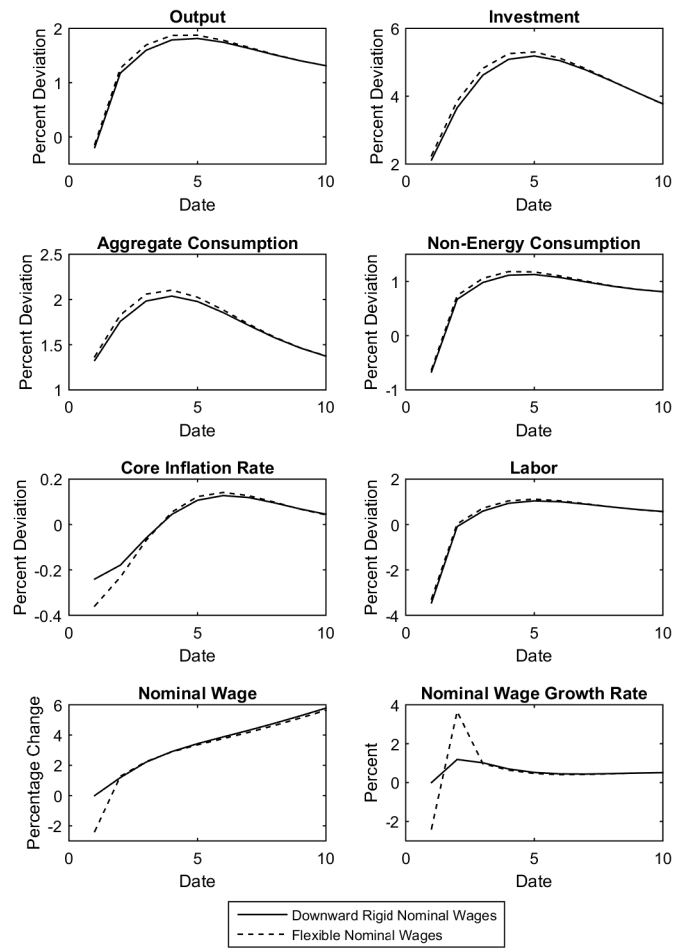 Output
Percent Deviation
2
1
0
0
5
10
Date
Investment
Percent Deviation
6
4
2
0
5
10
Date
Aggregate Consumption
Percent Deviation
2.5
2
1.5
1
0
5
10
Date
Non-Energy Consumption
Percent Deviation
1
0
-1
0
5
10
Date
Core Inflation Rate
Percent Deviation
0.2
0
-0.2
-0.4
0
5
10
Date
Labor
Percent Deviation
2
0
-2
-4
0
5
10
Date
Nominal Wage
Percentage Change
6
4
2
0
-2
0
5
10
Date
Nominal Wage Growth Rate
Percent
4
2
0
-2
0
5
10
Date
Downward Rigid Nominal Wages
Flexible Nominal Wages